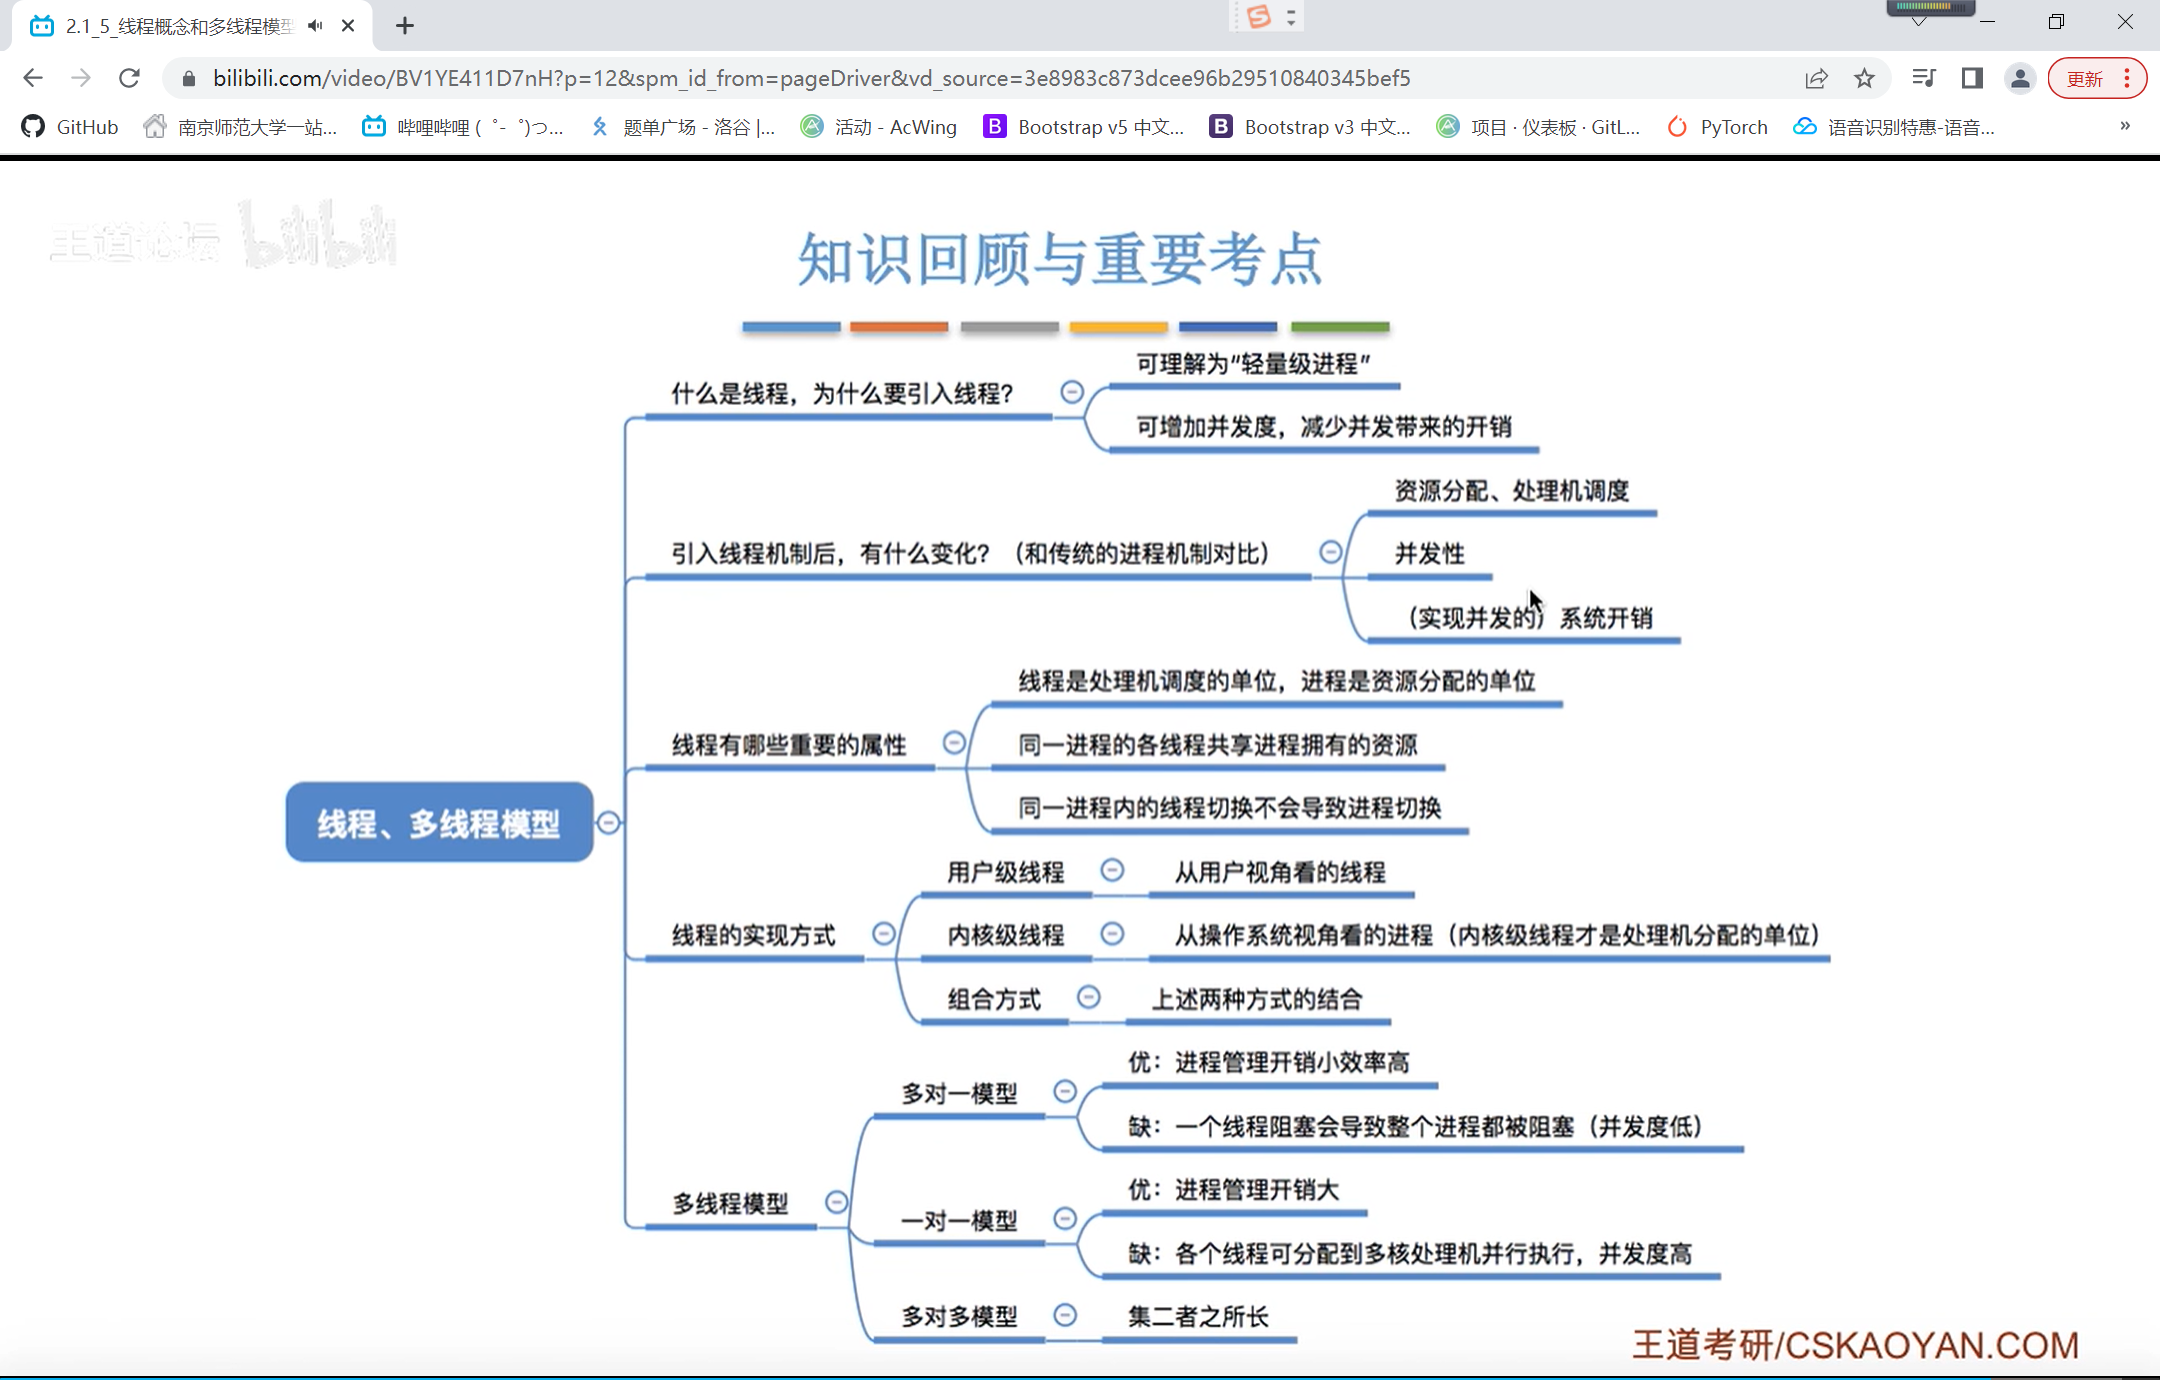 2.1_5_线程概念和多线程模型
bilibili.com/video/BV1YE411D7nH?p=12&spm_id_from=pageDriver&vd_source=3e8983c873dcee96b29510840345bef5
更新
GitHub
南京师范大学一站...
哔哩哔哩 ( ゜- ゜)つ...
题单广场 - 洛谷 |...
活动 - AcWing
Bootstrap v5 中文...
Bootstrap v3 中文...
项目 · 仪表板 · GitL...
PyTorch
语音识别特惠-语音...
»
王道论坛 bilibili
知识回顾与重要考点
什么是线程，为什么要引入线程？
可理解为“轻量级进程”
可增加并发度，减少并发带来的开销
引入线程机制后，有什么变化？（和传统的进程机制对比）
资源分配、处理机调度
并发性
（实现并发的）系统开销
线程有哪些重要的属性
线程是处理机调度的单位，进程是资源分配的单位
同一进程的各线程共享进程拥有的资源
同一进程内的线程切换不会导致进程切换
线程、多线程模型
线程的实现方式
用户级线程
从用户视角看的线程
内核级线程
从操作系统视角看的进程（内核级线程才是处理机分配的单位）
组合方式
上述两种方式的结合
多线程模型
多对一模型
优：进程管理开销小效率高
缺：一个线程阻塞会导致整个进程都被阻塞（并发度低）
一对一模型
优：进程管理开销大
缺：各个线程可分配到多核处理机并行执行，并发度高
多对多模型
集二者之所长
王道考研/CSKAOYAN.COM